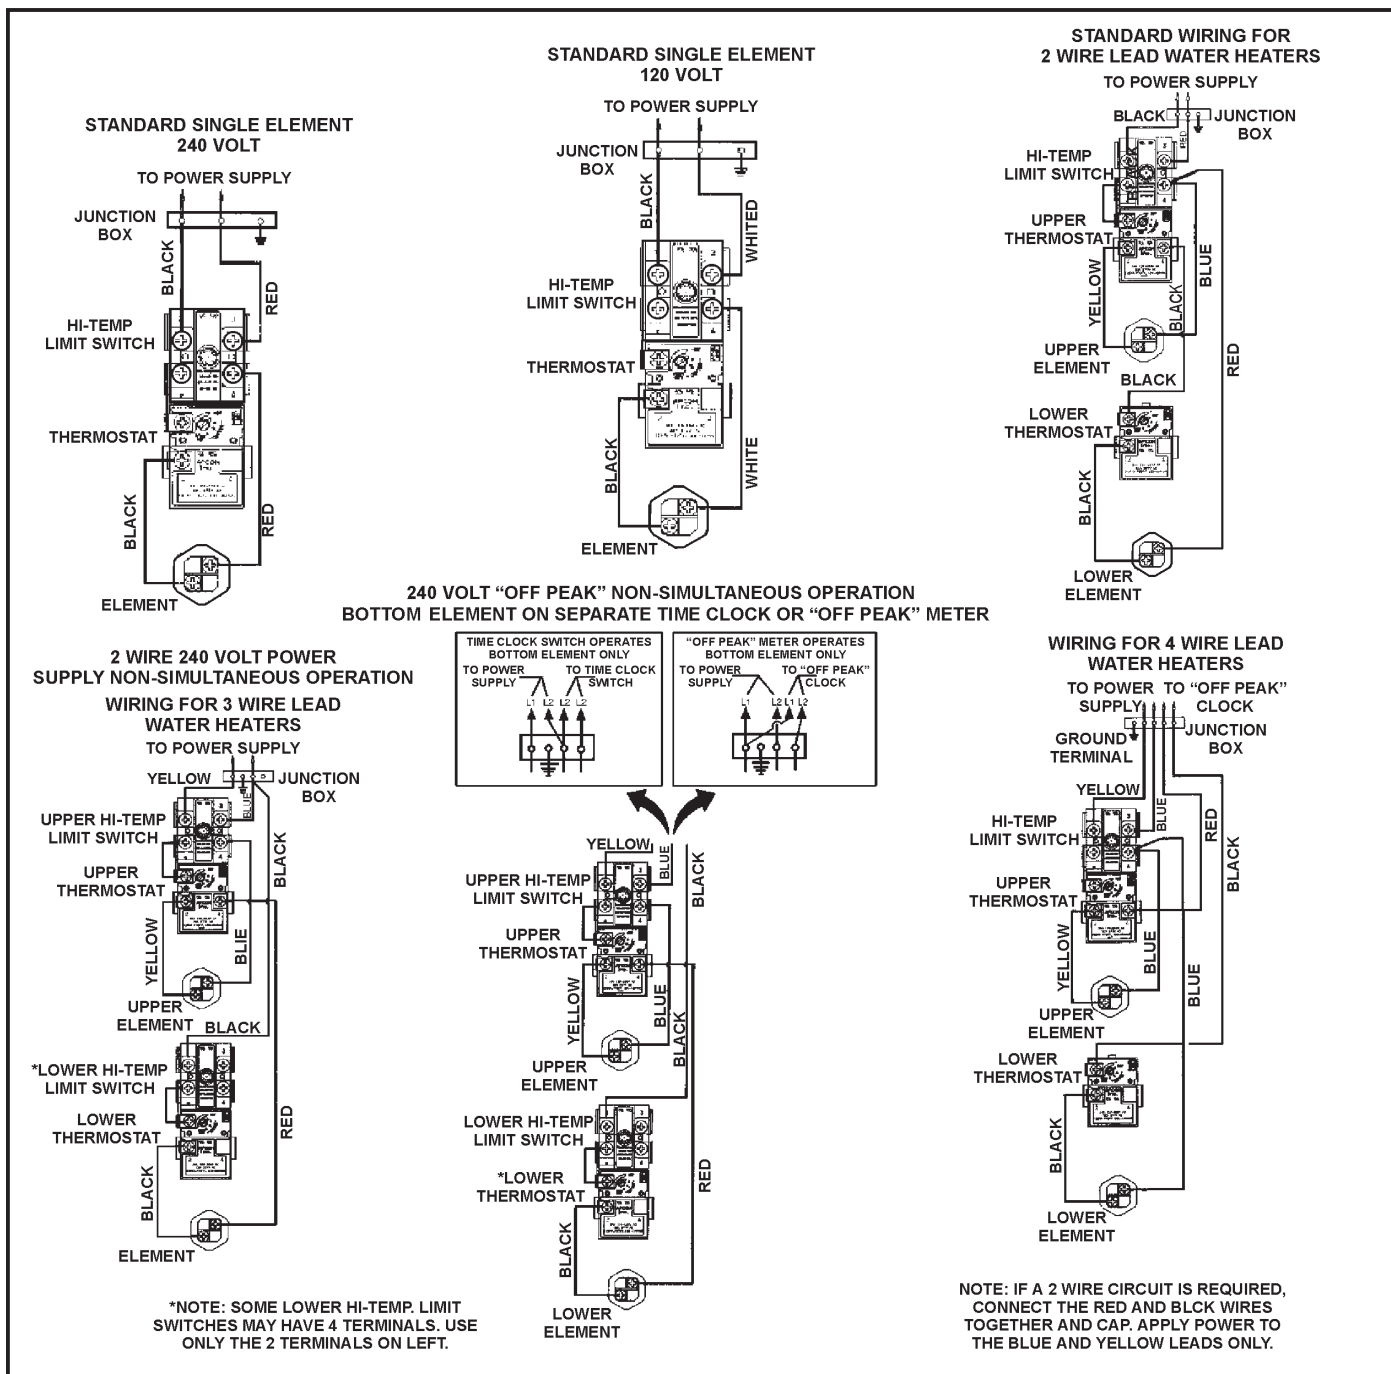 STANDARD SINGLE ELEMENT
240 VOLT
TO POWER SUPPLY
JUNCTION
BOX
BLACK
RED
HI-TEMP
LIMIT SWITCH
THERMOSTAT
BLACK
RED
ELEMENT
STANDARD SINGLE ELEMENT
120 VOLT
TO POWER SUPPLY
JUNCTION
BOX
BLACK
WHITED
HI-TEMP
LIMIT SWITCH
THERMOSTAT
BLACK
WHITE
ELEMENT
STANDARD WIRING FOR
2 WIRE LEAD WATER HEATERS
TO POWER SUPPLY
BLACK
JUNCTION
BOX
RED
HI-TEMP
LIMIT SWITCH
UPPER
THERMOSTAT
YELLOW
BLACK
BLUE
UPPER
ELEMENT
RED
BLACK
LOWER
THERMOSTAT
BLACK
LOWER
ELEMENT
240 VOLT “OFF PEAK” NON-SIMULTANEOUS OPERATION
BOTTOM ELEMENT ON SEPARATE TIME CLOCK OR “OFF PEAK” METER
TIME CLOCK SWITCH OPERATES
BOTTOM ELEMENT ONLY
TO POWER
SUPPLY
TO TIME CLOCK
SWITCH
L1 L2 L2 L2
“OFF PEAK” METER OPERATES
BOTTOM ELEMENT ONLY
TO POWER
SUPPLY
TO “OFF PEAK”
CLOCK
L1 L2 L1 L2
YELLOW
BLUE
BLACK
UPPER HI-TEMP
LIMIT SWITCH
UPPER
THERMOSTAT
YELLOW
BLUE
BLACK
UPPER
ELEMENT
LOWER HI-TEMP
LIMIT SWITCH
*LOWER
THERMOSTAT
RED
BLACK
LOWER
ELEMENT
2 WIRE 240 VOLT POWER
SUPPLY NON-SIMULTANEOUS OPERATION
WIRING FOR 3 WIRE LEAD
WATER HEATERS
TO POWER SUPPLY
YELLOW
JUNCTION
BOX
BLUE
BLACK
UPPER HI-TEMP
LIMIT SWITCH
UPPER
THERMOSTAT
YELLOW
BLIE
UPPER
ELEMENT
BLACK
*LOWER HI-TEMP
LIMIT SWITCH
LOWER
THERMOSTAT
RED
BLACK
ELEMENT
*NOTE: SOME LOWER HI-TEMP. LIMIT
SWITCHES MAY HAVE 4 TERMINALS. USE
ONLY THE 2 TERMINALS ON LEFT.
WIRING FOR 4 WIRE LEAD
WATER HEATERS
TO POWER
SUPPLY
TO “OFF PEAK”
CLOCK
GROUND
TERMINAL
JUNCTION
BOX
YELLOW
BLUE
RED
BLACK
HI-TEMP
LIMIT SWITCH
UPPER
THERMOSTAT
YELLOW
BLUE
BLUE
UPPER
ELEMENT
LOWER
THERMOSTAT
BLACK
LOWER
ELEMENT
NOTE: IF A 2 WIRE CIRCUIT IS REQUIRED,
CONNECT THE RED AND BLCK WIRES
TOGETHER AND CAP. APPLY POWER TO
THE BLUE AND YELLOW LEADS ONLY.